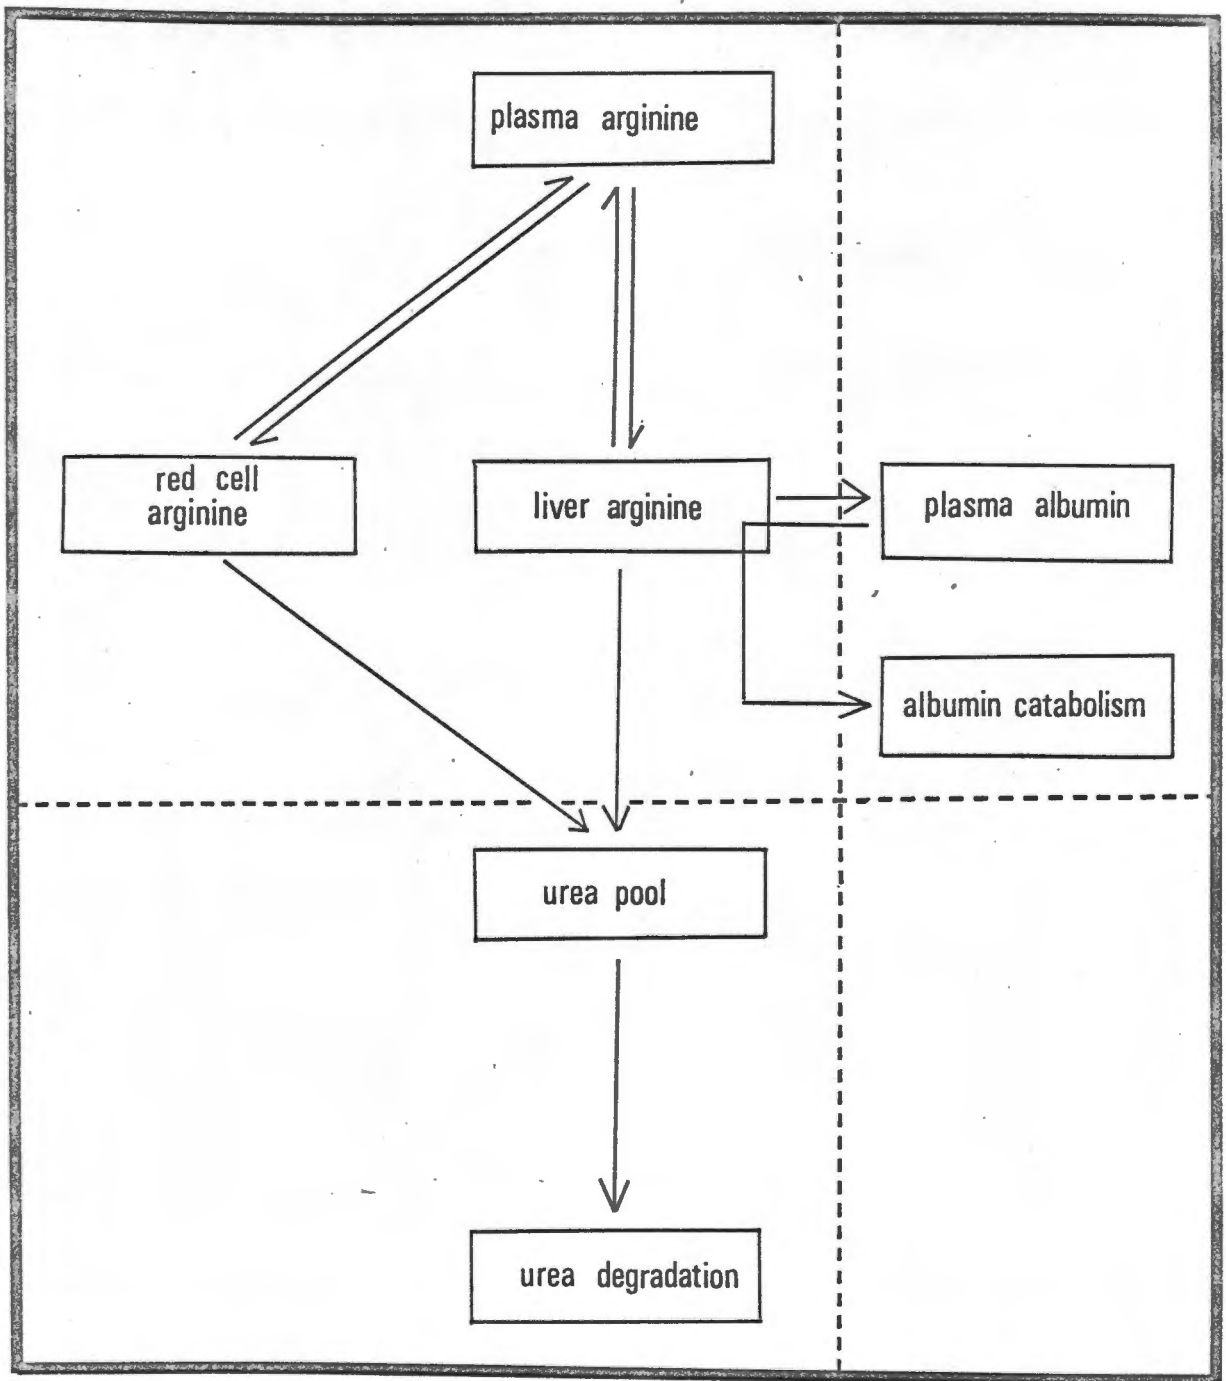 plasma arginine
red cell
arginine
liver arginine
plasma albumin
albumin catabolism
urea pool
urea degradation